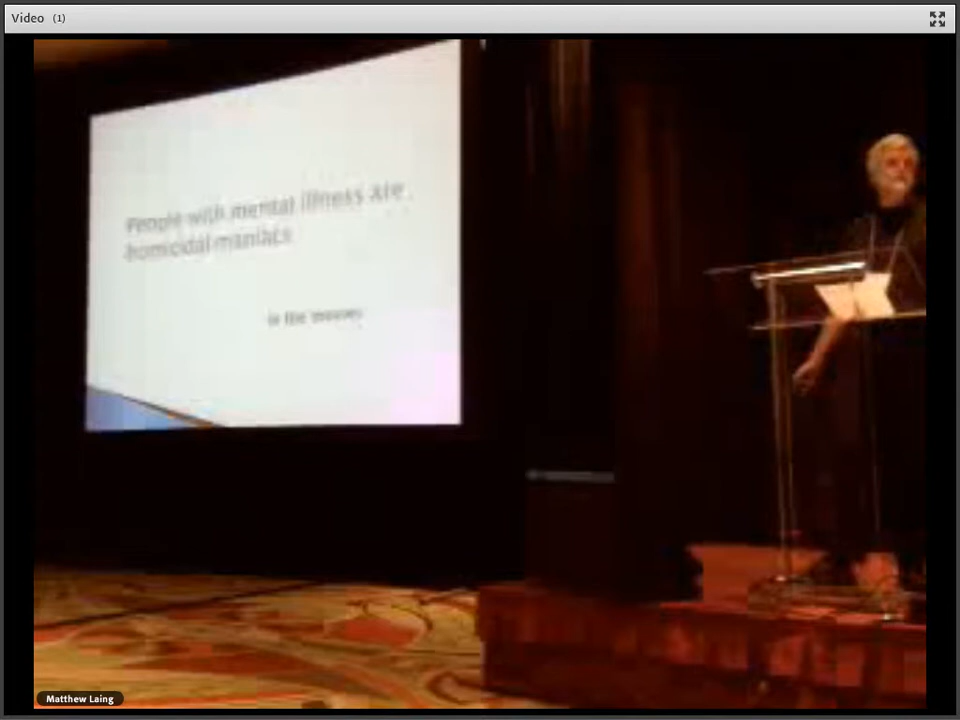 Video (1)
People with mental illness are
homicidal maniacs
in the movies
Matthew Laing